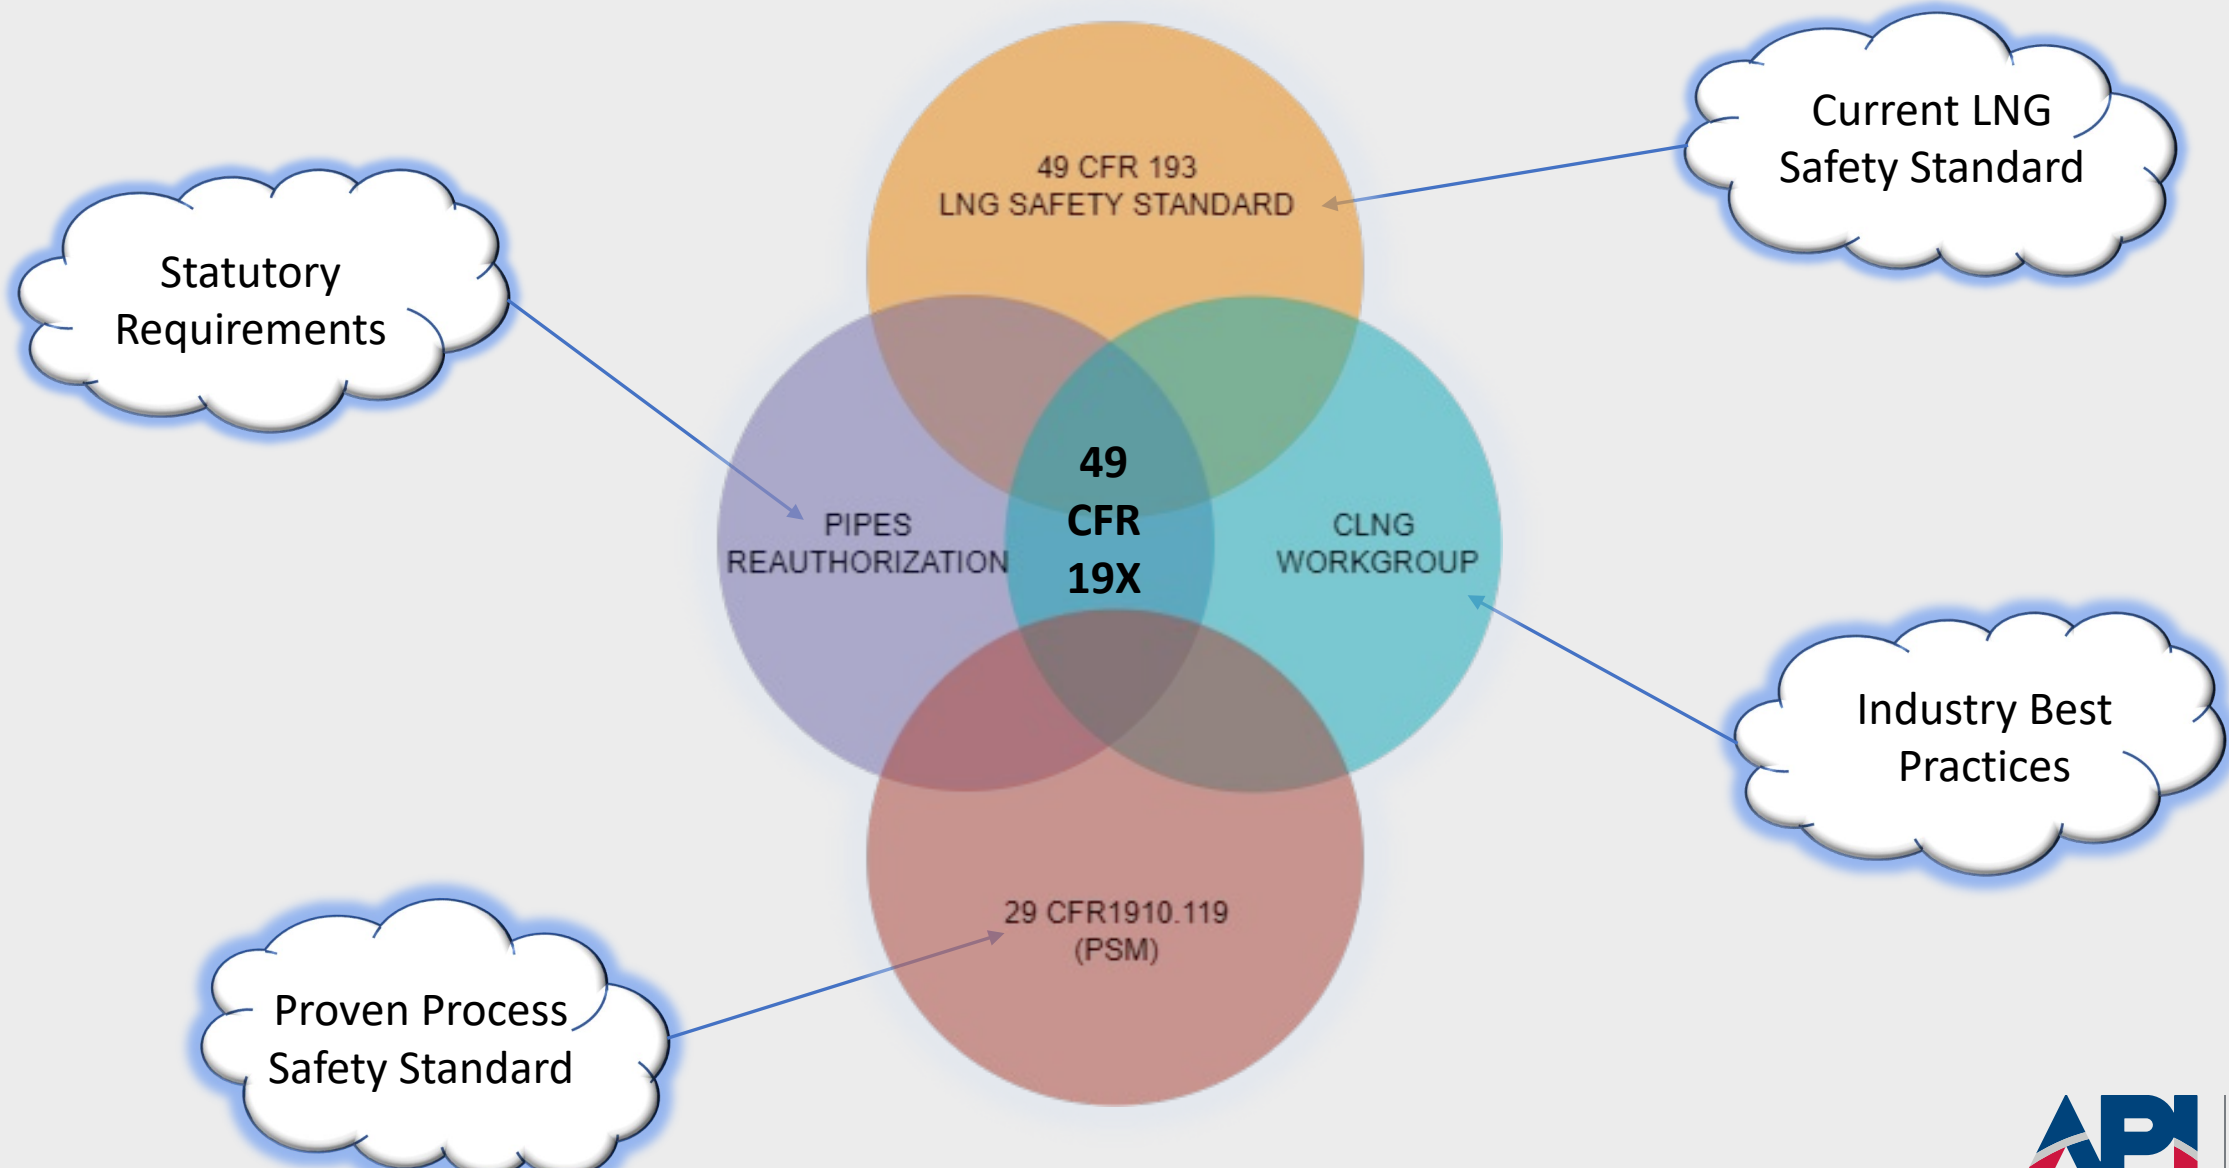 Current LNG
Safety Standard
49 CFR 193
LNG SAFETY STANDARD
Statutory
Requirements
49
CFR
19X
PIPES
REAUTHORIZATION
CLNG
WORKGROUP
Industry Best
Practices
29 CFR1910.119
(PSM)
Proven Process
Safety Standard
API